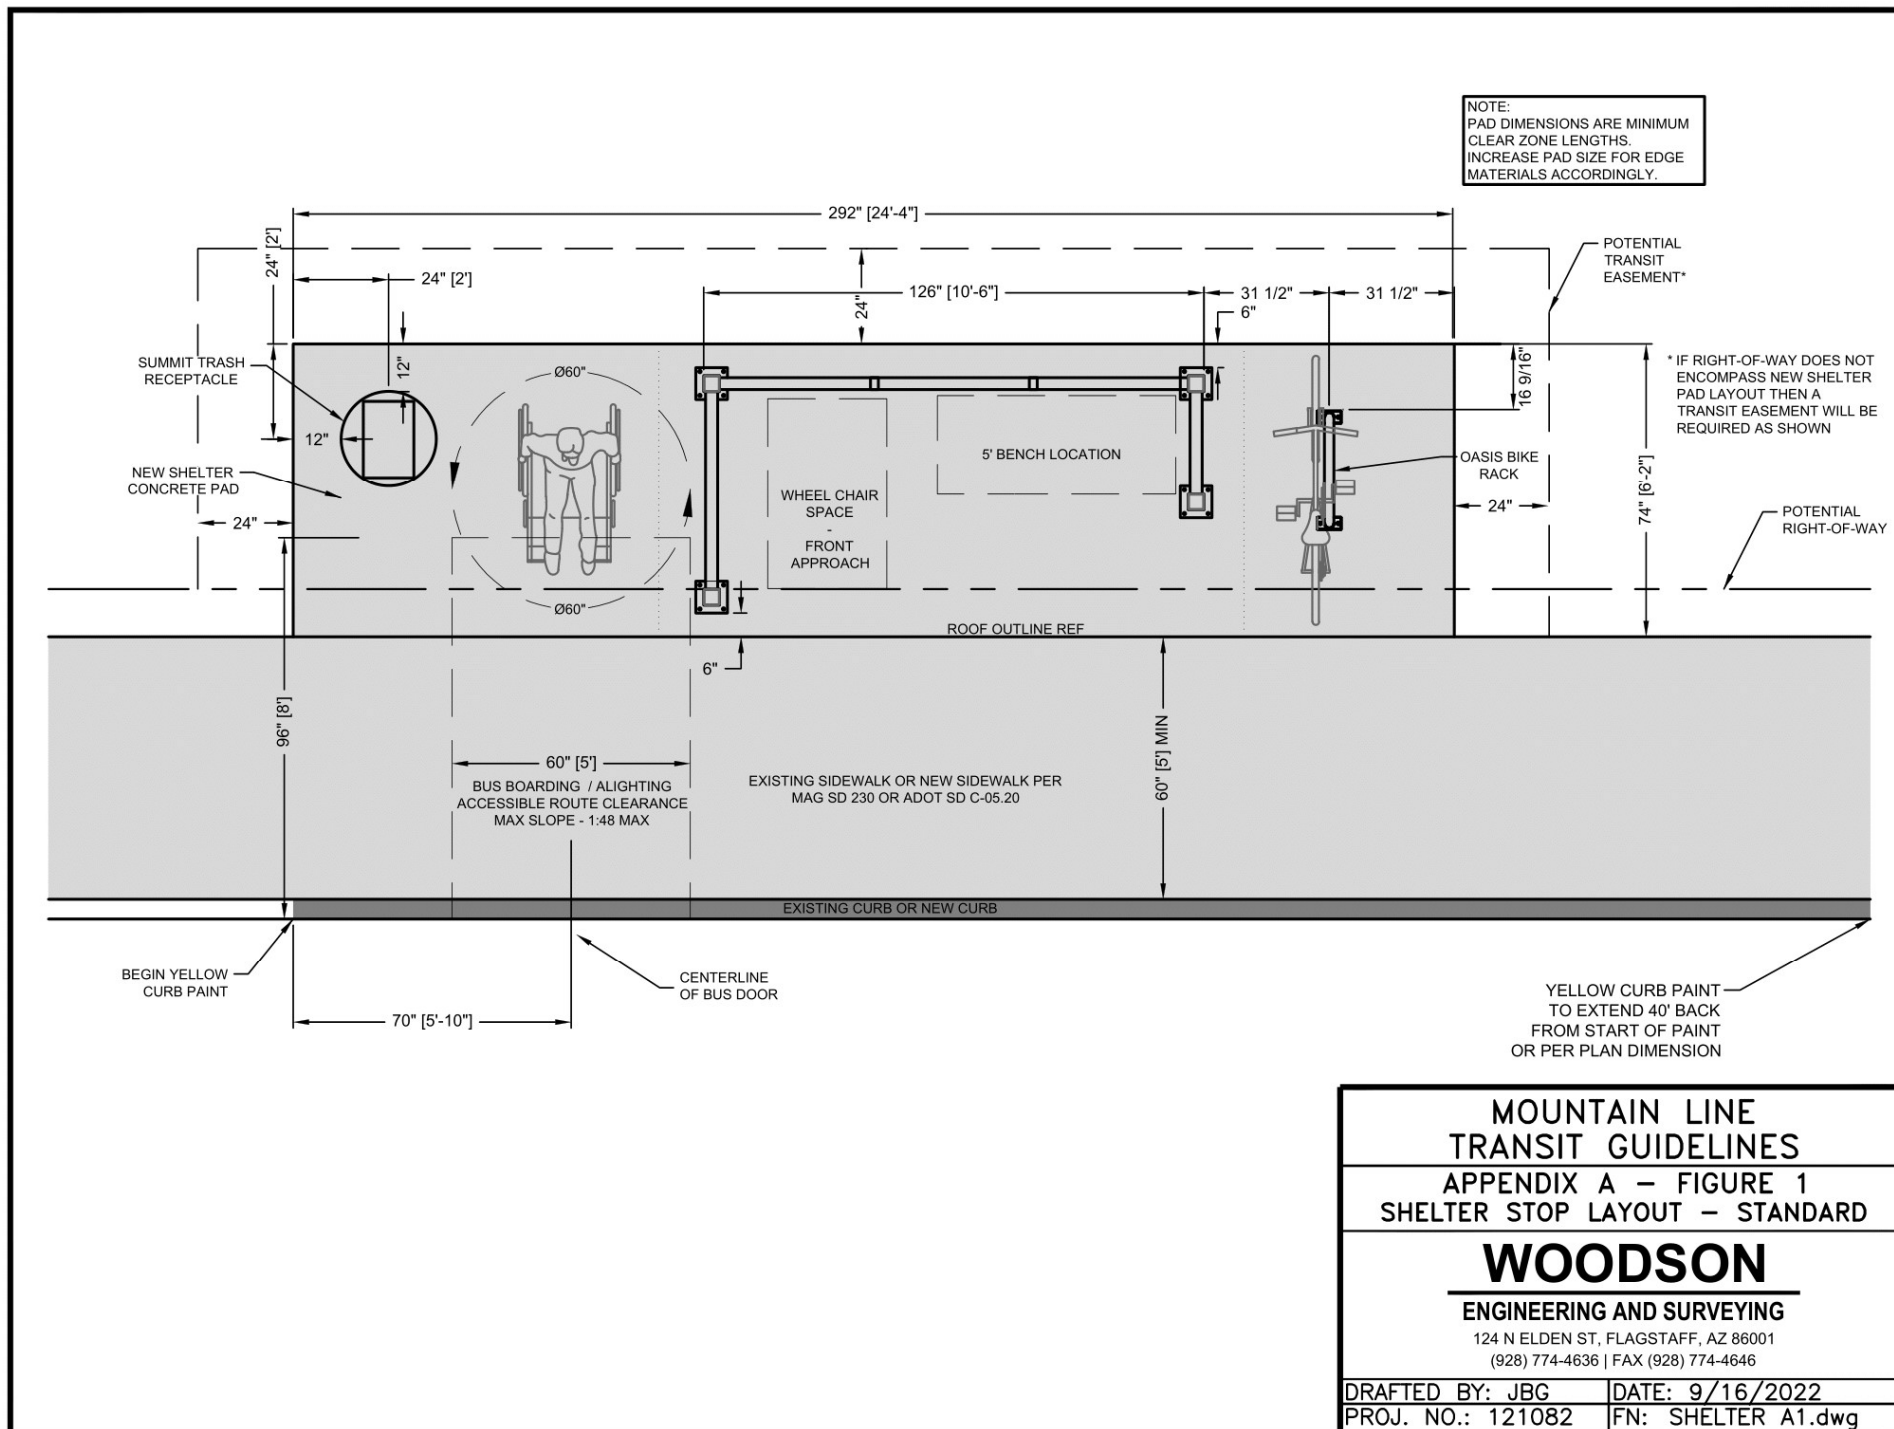 NOTE:
PAD DIMENSIONS ARE MINIMUM
CLEAR ZONE LENGTHS.
INCREASE PAD SIZE FOR EDGE
MATERIALS ACCORDINGLY.
292" [24'-4"]
24" [2']
24" [2']
24"
126" [10'-6"]
31 1/2"
31 1/2"
6"
POTENTIAL
TRANSIT
EASEMENT*
SUMMIT TRASH
RECEPTACLE
12"
12"
Ø60"
16 9/16"
* IF RIGHT-OF-WAY DOES NOT
ENCOMPASS NEW SHELTER
PAD LAYOUT THEN A
TRANSIT EASEMENT WILL BE
REQUIRED AS SHOWN
NEW SHELTER
CONCRETE PAD
5' BENCH LOCATION
OASIS BIKE
RACK
WHEEL CHAIR
SPACE
-
FRONT
APPROACH
74" [6'-2"]
24"
24"
POTENTIAL
RIGHT-OF-WAY
Ø60"
ROOF OUTLINE REF
6"
96" [8']
60" [5'] MIN
60" [5']
BUS BOARDING / ALIGHTING
ACCESSIBLE ROUTE CLEARANCE
MAX SLOPE - 1:48 MAX
EXISTING SIDEWALK OR NEW SIDEWALK PER
MAG SD 230 OR ADOT SD C-05.20
EXISTING CURB OR NEW CURB
BEGIN YELLOW
CURB PAINT
CENTERLINE
OF BUS DOOR
70" [5'-10"]
YELLOW CURB PAINT
TO EXTEND 40' BACK
FROM START OF PAINT
OR PER PLAN DIMENSION
MOUNTAIN LINE
TRANSIT GUIDELINES
APPENDIX A - FIGURE 1
SHELTER STOP LAYOUT - STANDARD
WOODSON
ENGINEERING AND SURVEYING
124 N ELDEN ST, FLAGSTAFF, AZ 86001
(928) 774-4636 | FAX (928) 774-4646
DRAFTED BY: JBG
DATE: 9/16/2022
PROJ. NO.: 121082
FN: SHELTER A1.dwg